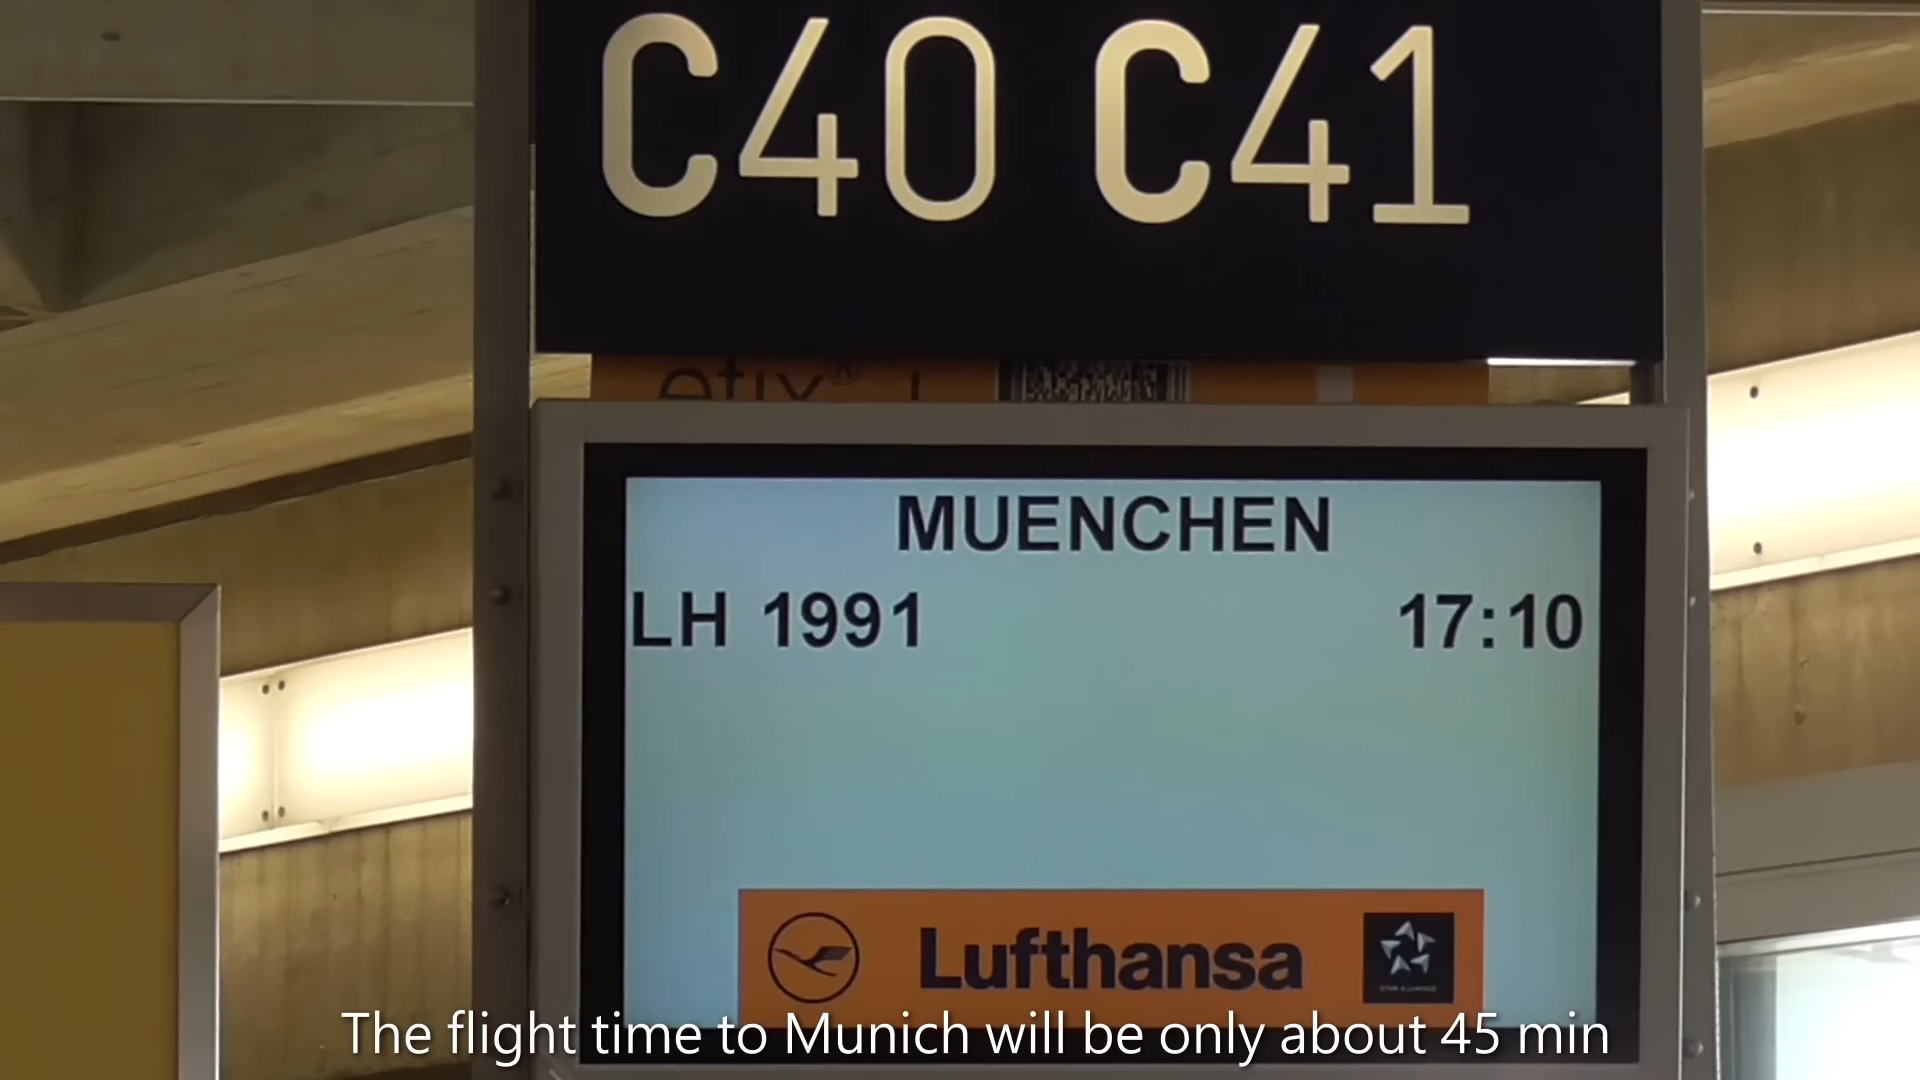 C40 C41
MUENCHEN
LH 1991 17:10
Lufthansa
The flight time to Munich will be only about 45 min